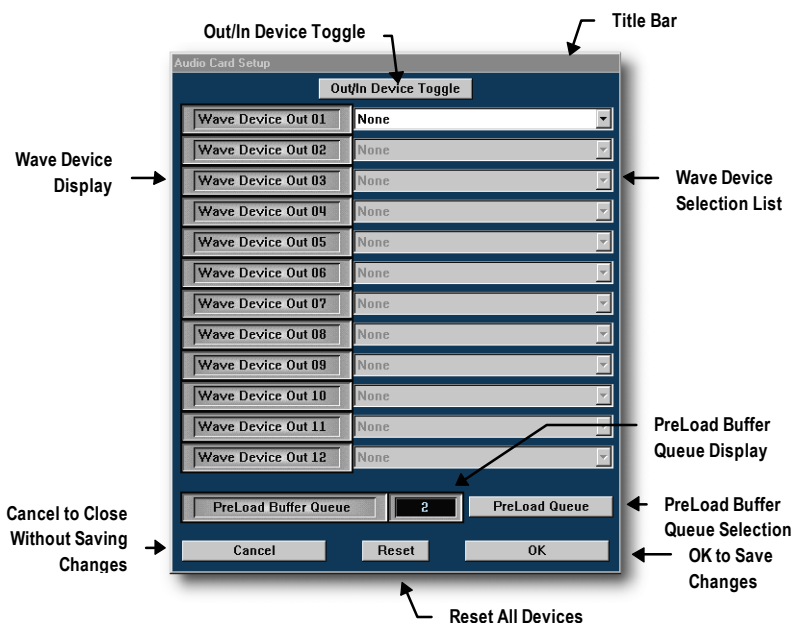 Title Bar
Out/In Device Toggle
Audio Card Setup
Out/In Device Toggle
Wave Device Out 01 None
Wave Device Out 02 None
Wave Device Out 03 None
Wave Device Out 04 None
Wave Device Out 05 None
Wave Device Out 06 None
Wave Device Out 07 None
Wave Device Out 08 None
Wave Device Out 09 None
Wave Device Out 10 None
Wave Device Out 11 None
Wave Device Out 12 None
Wave Device
Display
Wave Device
Selection List
PreLoad Buffer
Queue Display
PreLoad Buffer Queue 2 PreLoad Queue
PreLoad Buffer
Queue Selection
Cancel to Close
Without Saving
Changes
Cancel Reset OK
OK to Save
Changes
Reset All Devices